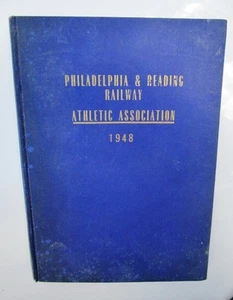 PHILADELPHIA & READING
RAILWAY
ATHLETIC ASSOCIATION
1948